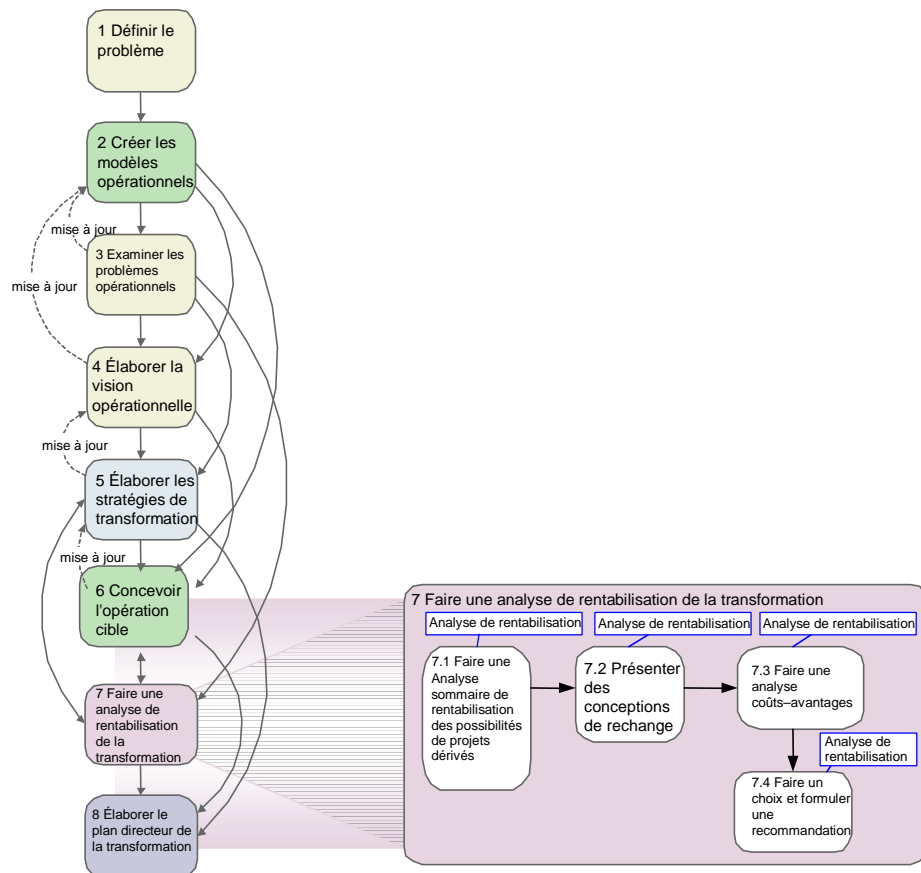 1 Définir le
problème
2 Créer les
modèles
opérationnels
mise à jour
3 Examiner les
problèmes
opérationnels
mise à jour
4 Élaborer la
vision
opérationnelle
mise à jour
5 Élaborer les
stratégies de
transformation
mise à jour
6 Concevoir
l'opération
cible
7 Faire une
analyse de
rentabilisation
de la
transformation
8 Élaborer le
plan directeur de
la transformation
7 Faire une analyse de rentabilisation de la transformation
Analyse de rentabilisation
7.1 Faire une
Analyse
sommaire de
rentabilisation
des possibilités
de projets
dérivés
Analyse de rentabilisation
7.2 Présenter
des
conceptions
de rechange
Analyse de rentabilisation
7.3 Faire une
analyse
coûts–avantages
Analyse de
rentabilisation
7.4 Faire un
choix et formuler
une
recommandation